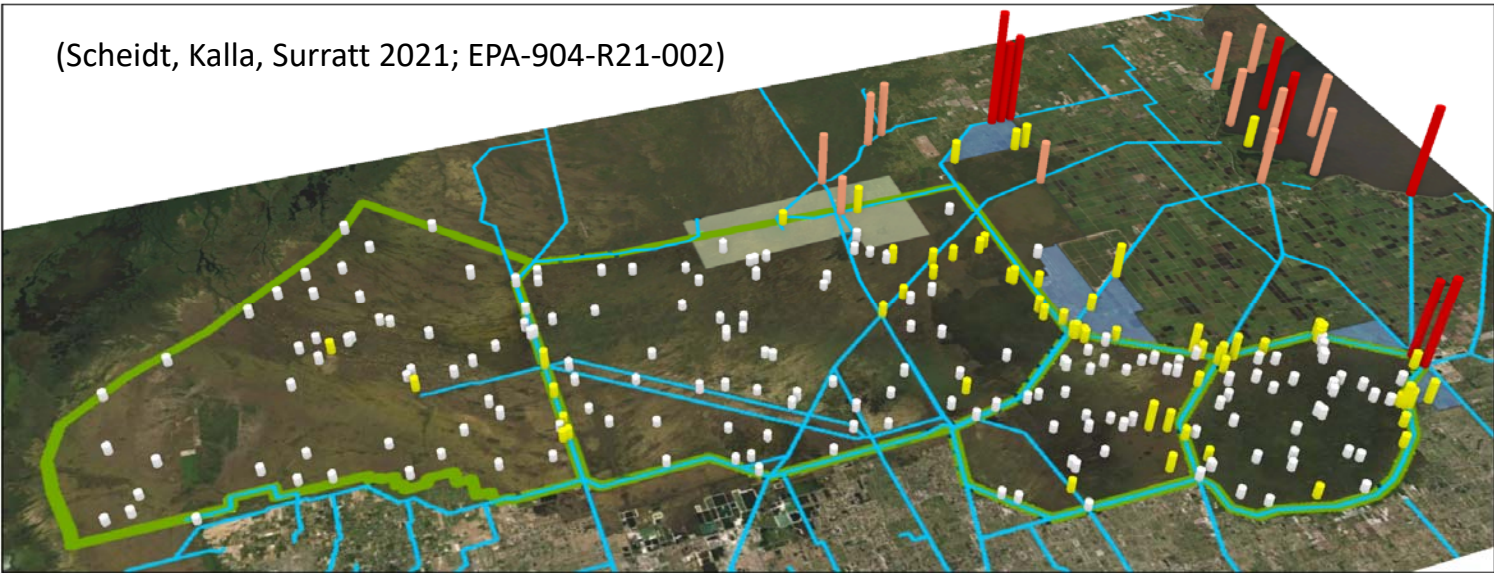 (Scheidt, Kalla, Surratt 2021; EPA-904-R21-002)